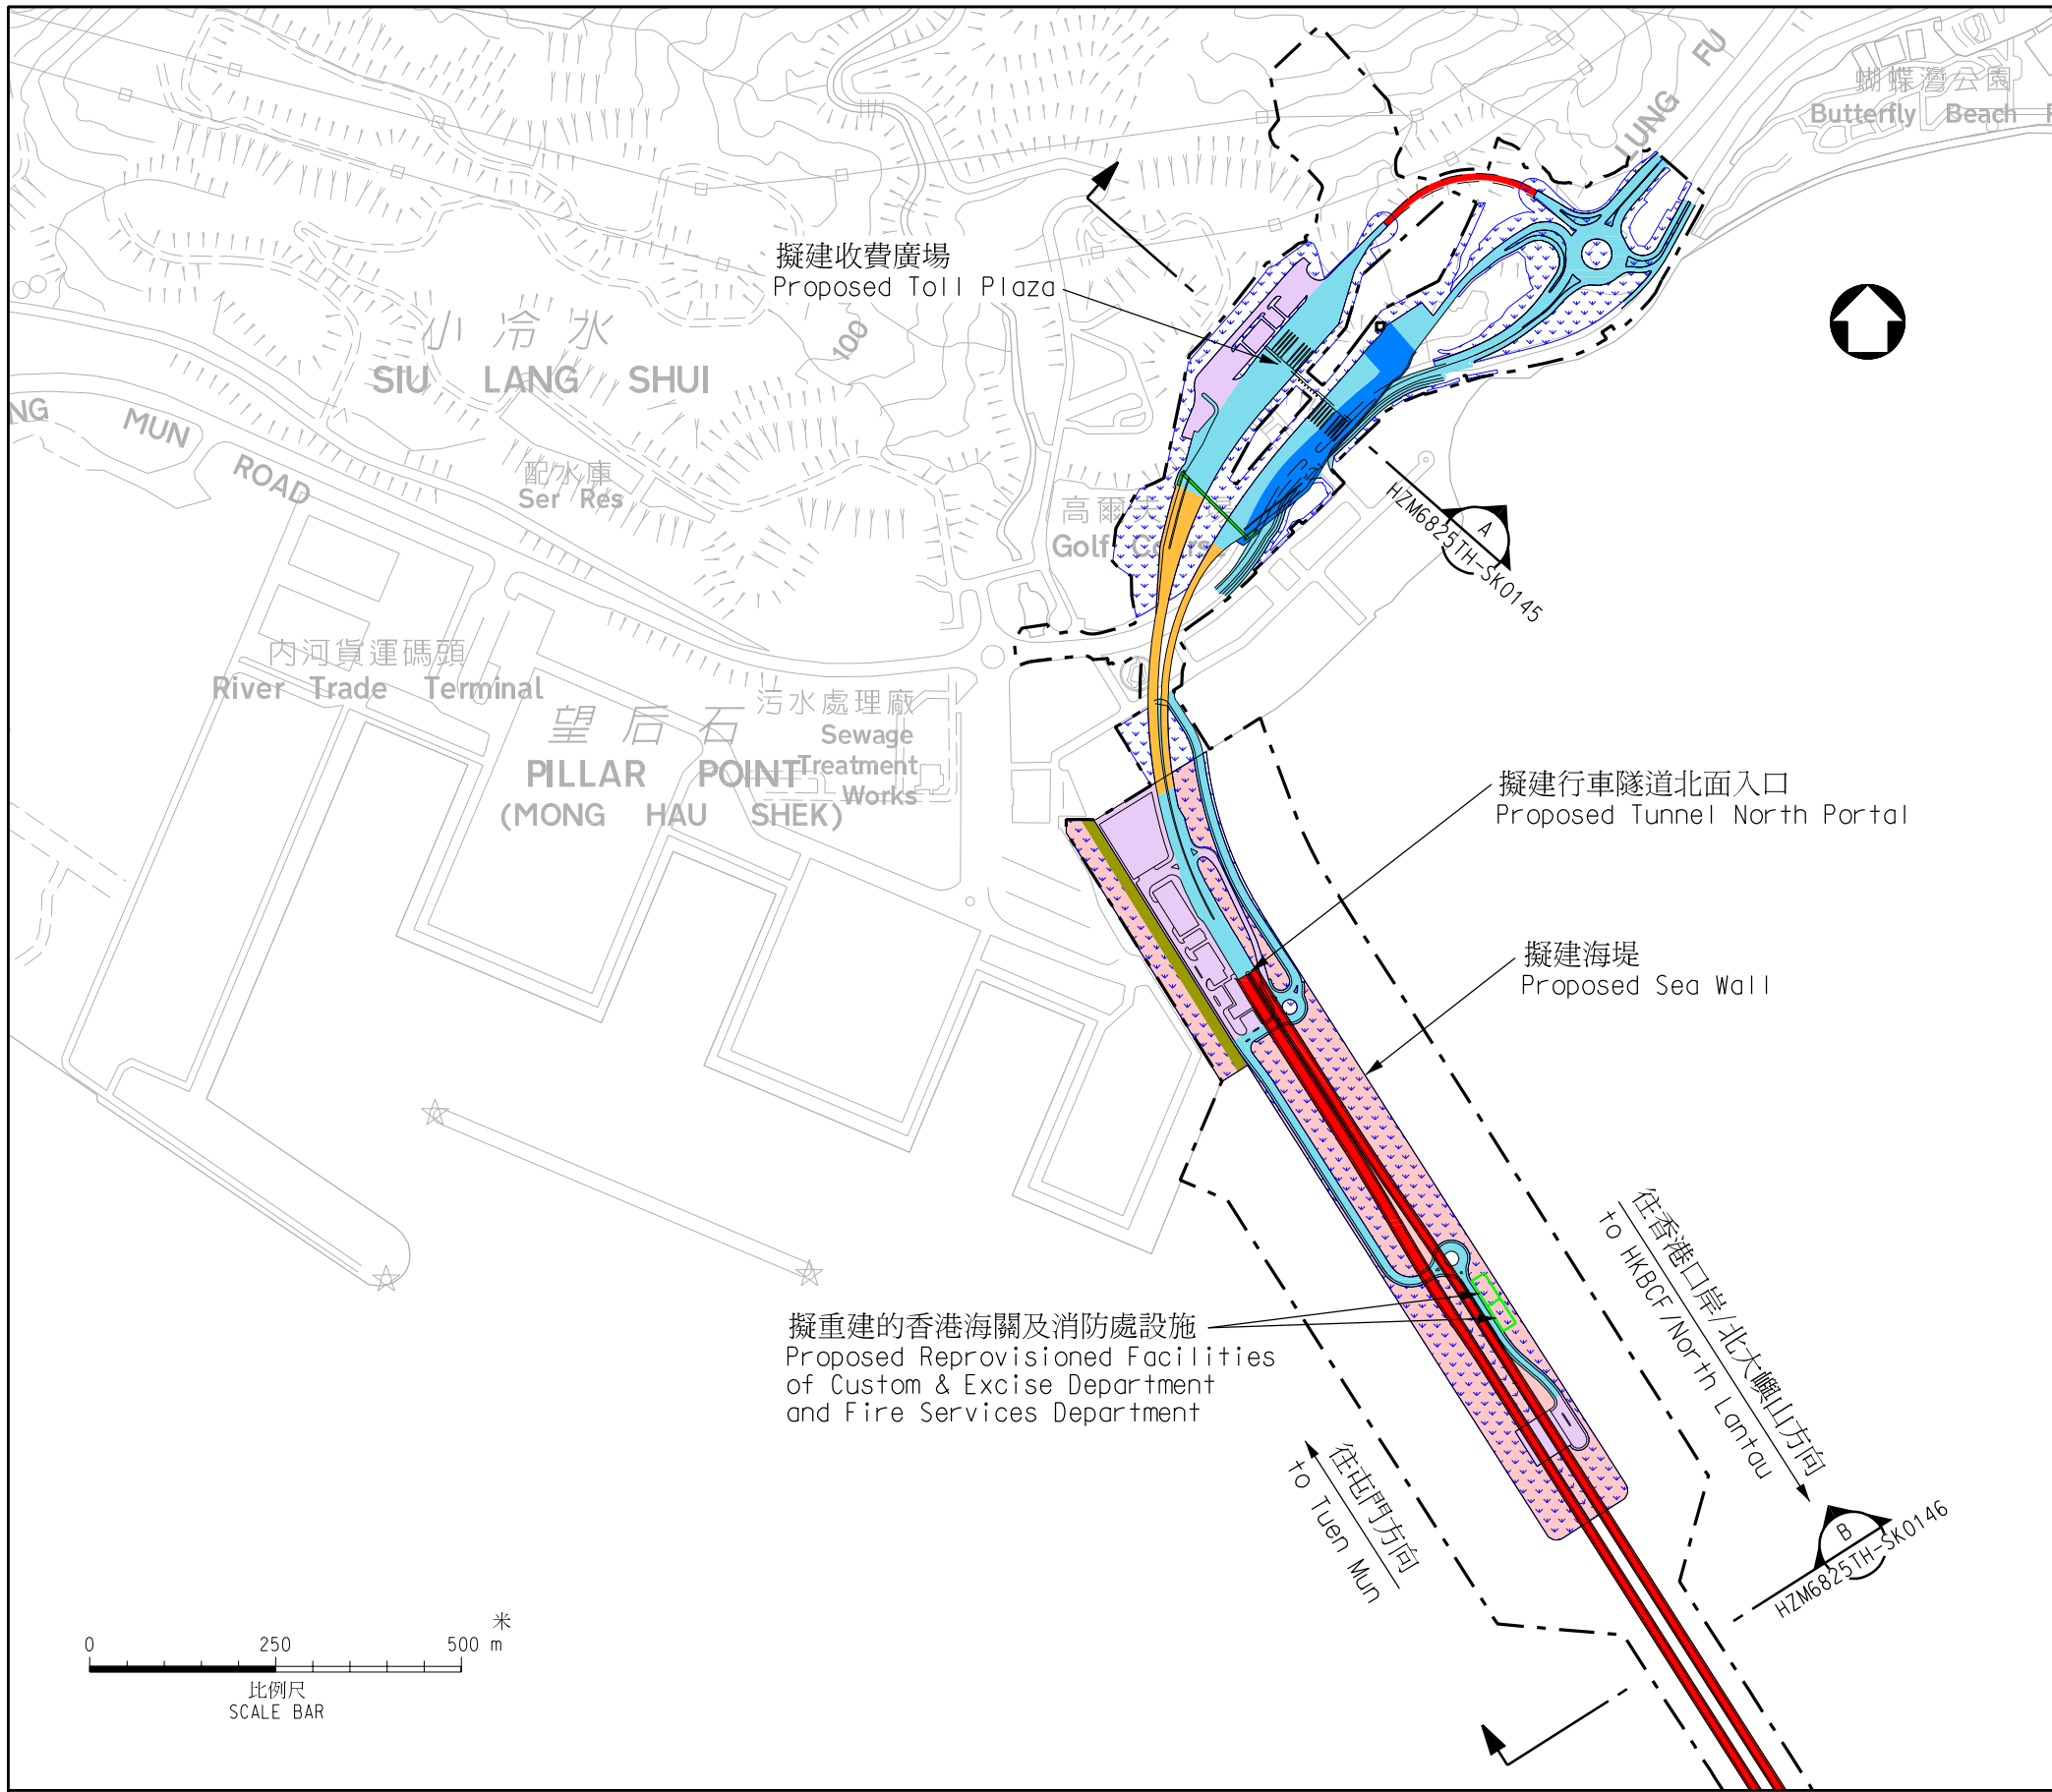 蝴蝶灣公園
Butterfly Beach
LUNG FU
擬建收費廣場
Proposed Toll Plaza
100
小冷水
SIU LANG SHUI
MUN ROAD
配水庫
Ser Res
高爾夫
Golf
A
HZM6825TH-SK0145
內河貨運碼頭
River Trade Terminal
望后石
PILLAR POINT
(MONG HAU SHEK)
污水處理廠
Sewage
Treatment
Works
擬建行車隧道北面入口
Proposed Tunnel North Portal
擬建海堤
Proposed Sea Wall
往香港口岸/北大嶼山方向
to HKBCF/North Lantau
擬重建的香港海關及消防處設施
Proposed Reprovisioned Facilities
of Custom & Excise Department
and Fire Services Department
往屯門方向
to Tuen Mun
B
HZM6825TH-SK0146
米
0 250 500 m
比例尺
SCALE BAR